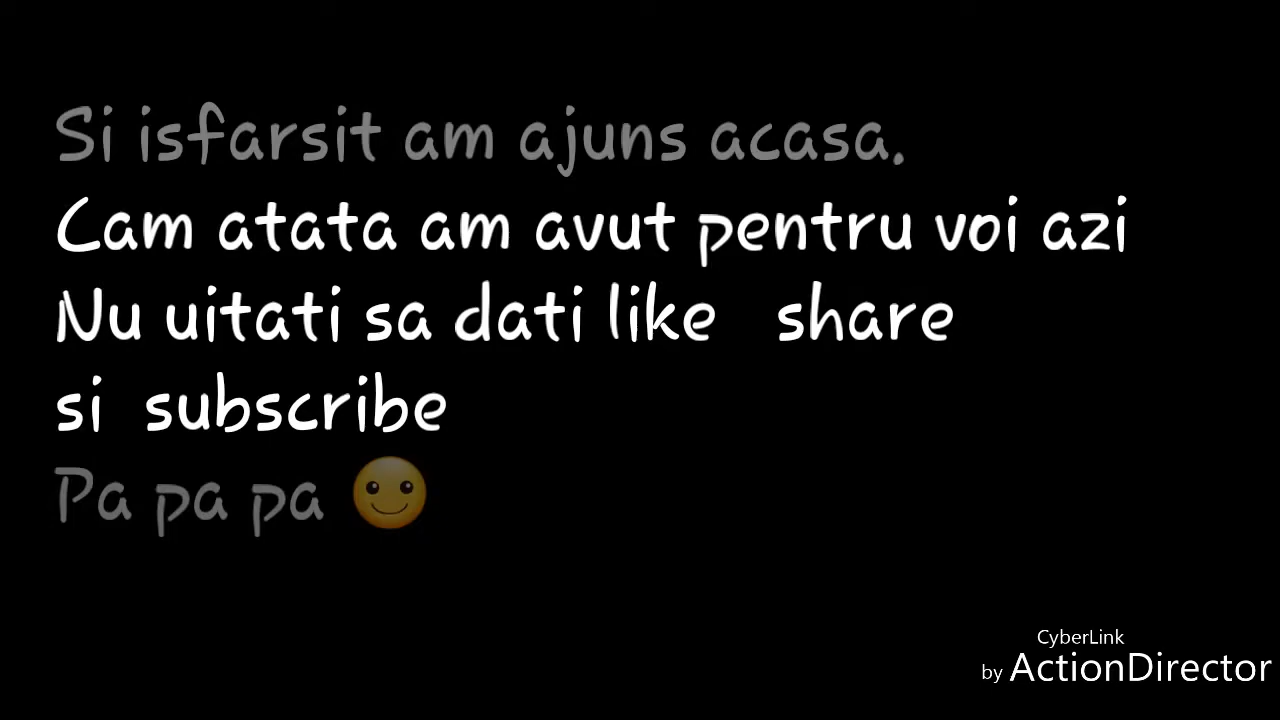 Si isfarsit am ajuns acasa.
Cam atata am avut pentru voi azi
Nu uitati sa dati like share
si subscribe
Pa pa pa 🙂
CyberLink
by ActionDirector